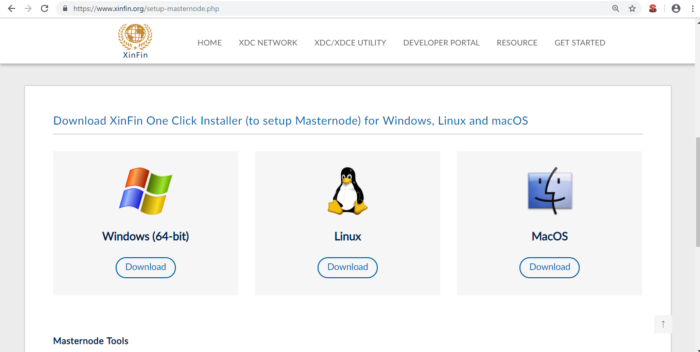 https://www.xinfin.org/setup-masternode.php
XinFin
HOME XDC NETWORK XDC/XDCE UTILITY DEVELOPER PORTAL RESOURCE GET STARTED
Download XinFin One Click Installer (to setup Masternode) for Windows, Linux and macOS
Windows (64-bit) Linux MacOS
Download Download Download
Masternode Tools